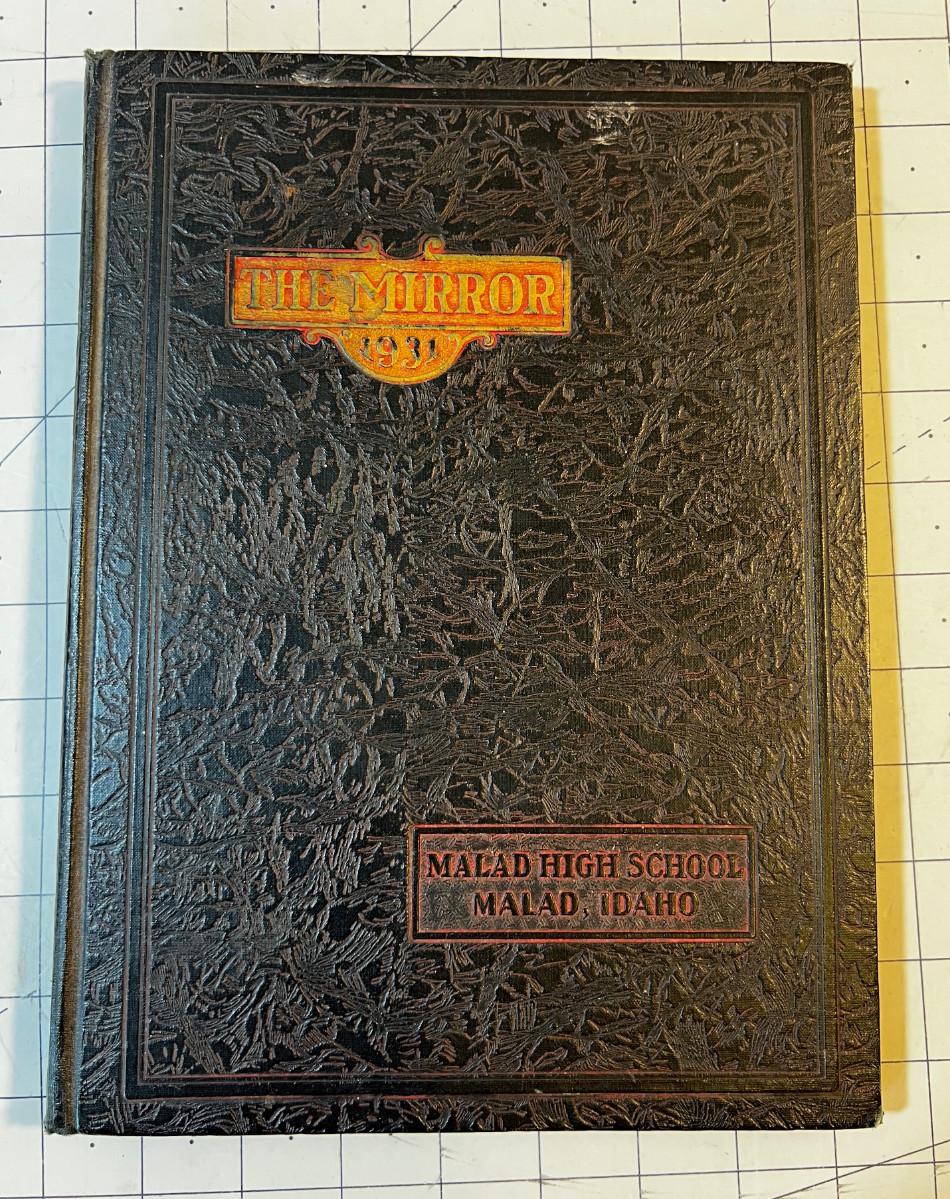 THE MIRROR
1931
MALAD HIGH SCHOOL
MALAD, IDAHO